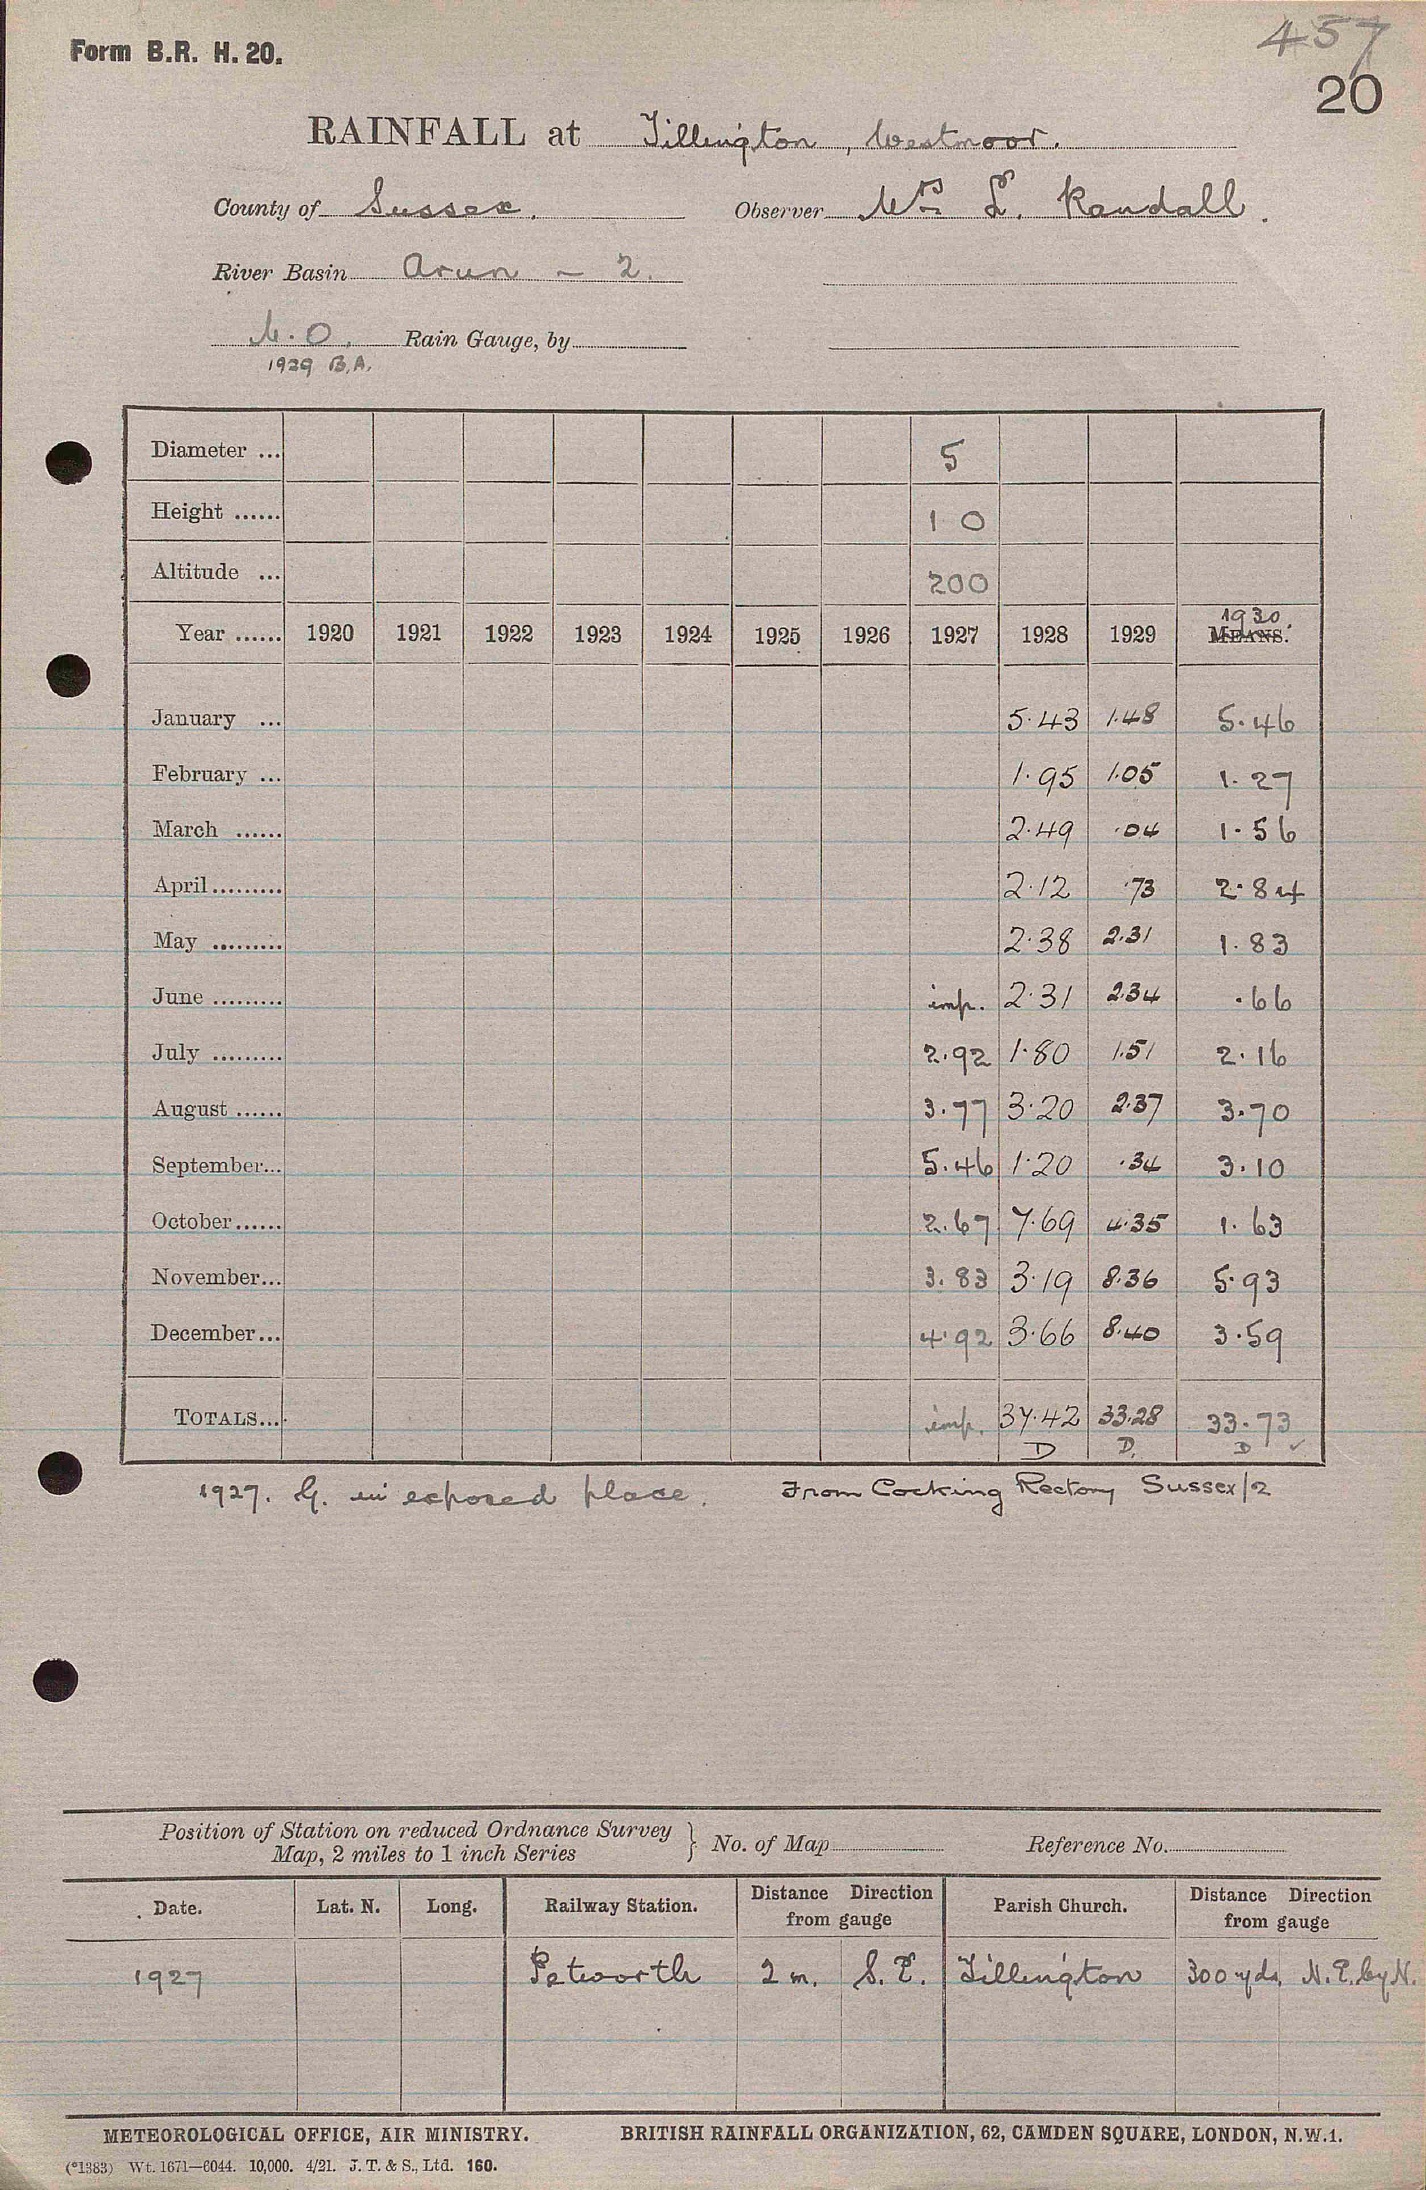 457
Form B.R. H. 20.
20
RAINFALL at Tillington, Westmoor.
County of Sussex. Observer Mrs L. Randall.
River Basin Arun - 2.
M.O. Rain Gauge, by
1929 B.A.
Diameter ... 5
Height ...... 10
Altitude ... 200
1930.
Year ...... 1920 1921 1922 1923 1924 1925 1926 1927 1928 1929 MEANS.
January ... 5.43 1.48 5.46
February ... 1.95 1.05 1.27
March ...... 2.49 .04 1.56
April ......... 2.12 .73 2.84
May ......... 2.38 2.31 1.83
June ......... imp. 2.31 2.34 .66
July ......... 2.92 1.80 1.51 2.16
August ...... 3.77 3.20 2.37 3.70
September... 5.46 1.20 .34 3.10
October ...... 2.67 7.69 4.35 1.63
November... 3.83 3.19 8.36 5.93
December... 4.92 3.66 8.40 3.59
TOTALS... imp. 37.42 33.28 33.73
D D. D ✓
1927. G. in exposed place. From Cocking Rectory Sussex/2
Position of Station on reduced Ordnance Survey
Map, 2 miles to 1 inch Series } No. of Map Reference No.
Date. Lat. N. Long. Railway Station. Distance Direction from gauge Parish Church. Distance Direction from gauge
1927 Petworth 2 m. S.E. Tillington 300 yds. N.E. by N.
METEOROLOGICAL OFFICE, AIR MINISTRY. BRITISH RAINFALL ORGANIZATION, 62, CAMDEN SQUARE, LONDON, N.W.1.
(*1383) Wt. 1671—6044. 10,000. 4/21. J. T. & S., Ltd. 160.